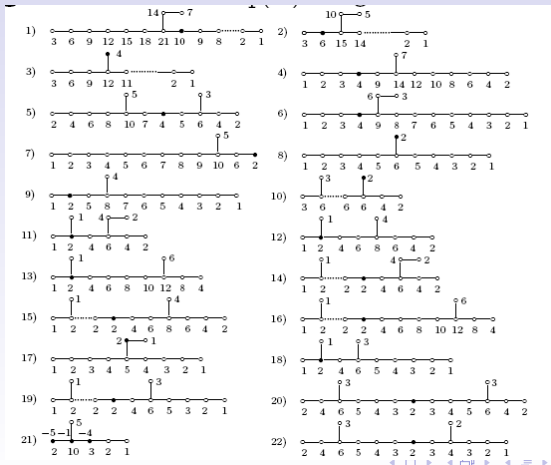 14 7
1) 3 6 9 12 15 18 21 10 9 8 2 1
10 5
2) 3 6 15 14 2 1
4
3) 3 6 9 12 11 2 1
7
4) 1 2 3 4 9 14 12 10 8 6 4 2
5 3
5) 2 4 6 8 10 7 4 5 6 4 2
6 3
6) 1 2 3 4 9 8 7 6 5 4 3 2 1
5
7) 1 2 3 4 5 6 7 8 9 10 6 2
2
8) 1 2 3 4 5 6 5 4 3 2 1
4
9) 1 2 5 8 7 6 5 4 3 2 1
3 2
10) 3 6 6 6 4 2
1 4 2
11) 1 2 4 6 4 2
1 4
12) 1 2 4 6 8 6 4 2
1 6
13) 1 2 4 6 8 10 12 8 4
1 4 2
14) 1 2 2 2 4 6 4 2
1 4
15) 1 2 2 2 4 6 8 6 4 2
1 6
16) 1 2 2 2 4 6 8 10 12 8 4
2 1
17) 1 2 3 4 5 4 3 2 1
1 3
18) 1 2 4 6 5 4 3 2 1
1 3
19) 1 2 2 2 4 6 5 3 2 1
3 3
20) 2 4 6 5 4 3 2 3 4 5 6 4 2
5
−5 −1 −4
21) 2 10 3 2 1
3 2
22) 2 4 6 5 4 3 2 3 4 3 2 1